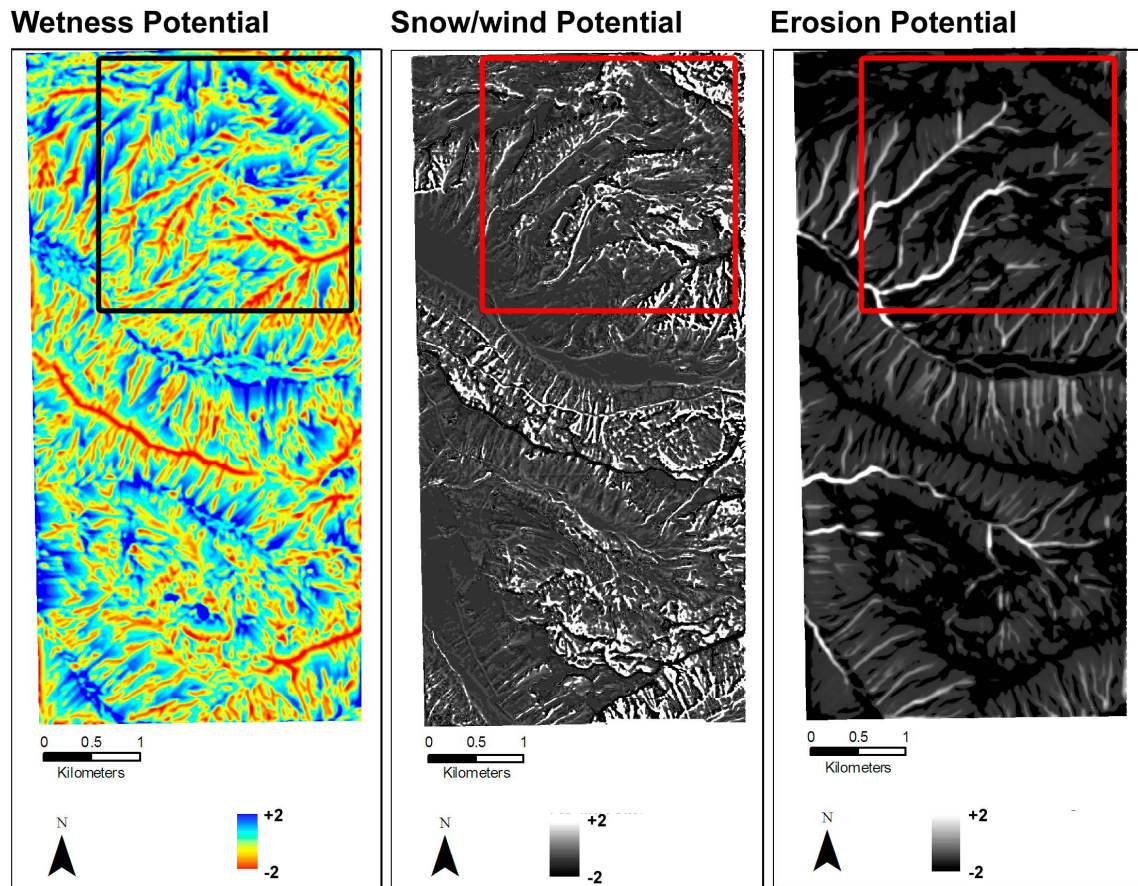 Wetness Potential
Snow/wind Potential
Erosion Potential
0 0.5 1
Kilometers
N
+2
-2
0 0.5 1
Kilometers
N
+2
-2
0 0.5 1
Kilometers
N
+2
-2